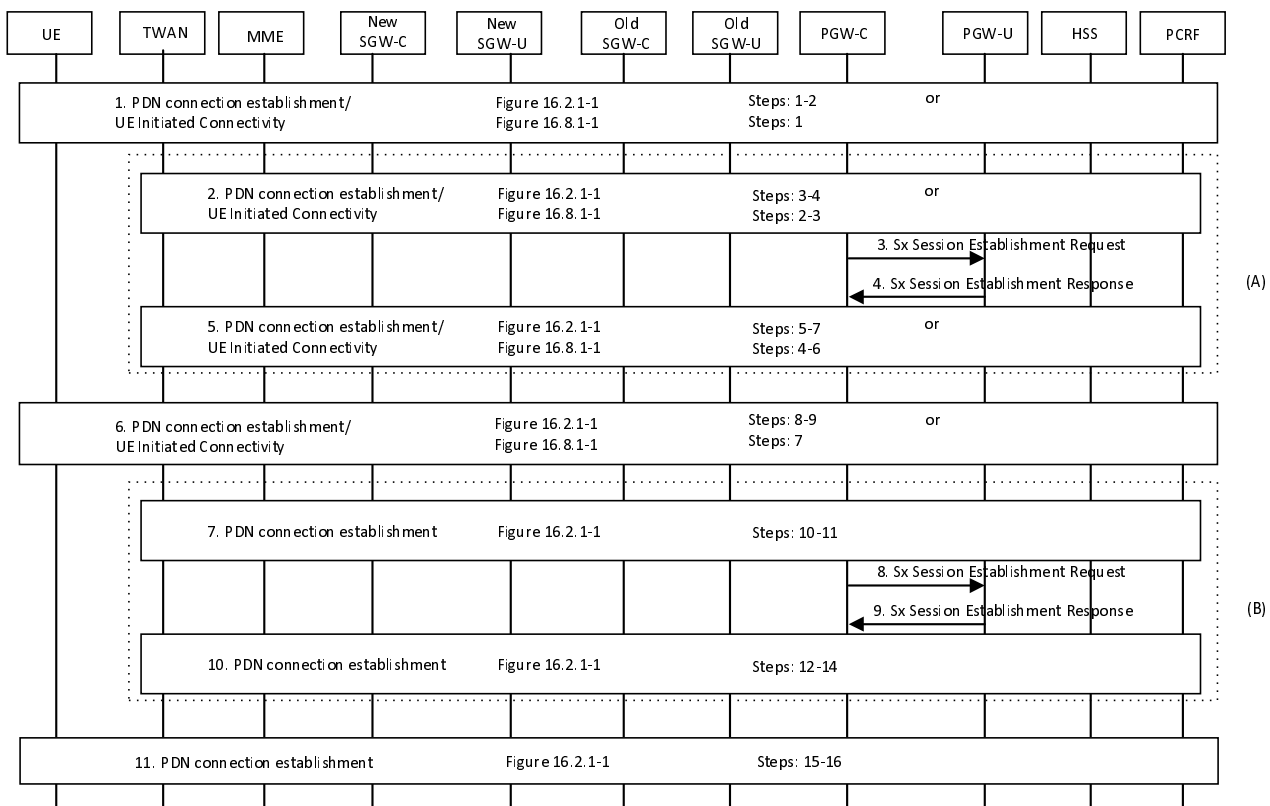 UE
TWAN
MME
New
SGW-C
New
SGW-U
Old
SGW-C
Old
SGW-U
PGW-C
PGW-U
HSS
PCRF
1. PDN connection establishment/ Figure 16.2.1-1 Steps: 1-2 or
UE Initiated Connectivity Figure 16.8.1-1 Steps: 1
2. PDN connection establishment/ Figure 16.2.1-1 Steps: 3-4 or
UE Initiated Connectivity Figure 16.8.1-1 Steps: 2-3
3. Sx Session Establishment Request
4. Sx Session Establishment Response
(A)
5. PDN connection establishment/ Figure 16.2.1-1 Steps: 5-7 or
UE Initiated Connectivity Figure 16.8.1-1 Steps: 4-6
6. PDN connection establishment/ Figure 16.2.1-1 Steps: 8-9 or
UE Initiated Connectivity Figure 16.8.1-1 Steps: 7
7. PDN connection establishment Figure 16.2.1-1 Steps: 10-11
8. Sx Session Establishment Request
9. Sx Session Establishment Response
(B)
10. PDN connection establishment Figure 16.2.1-1 Steps: 12-14
11. PDN connection establishment Figure 16.2.1-1 Steps: 15-16